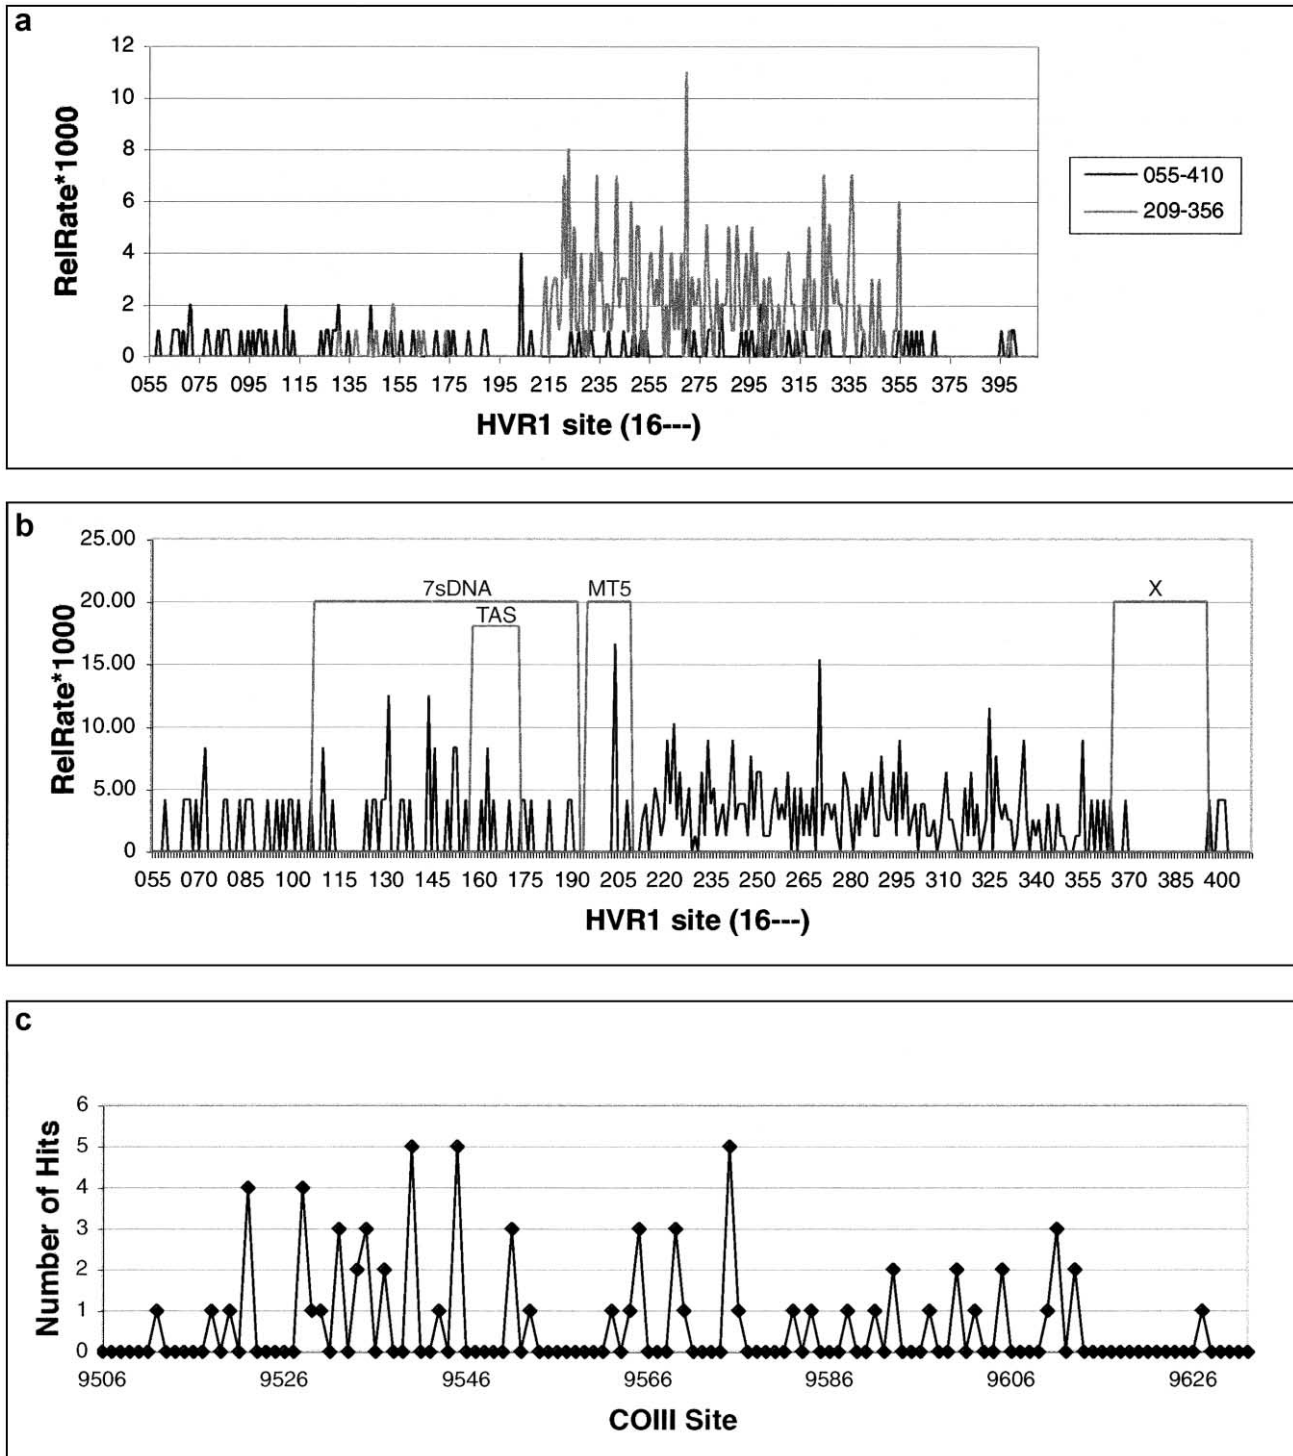 a
12
10
8
6
4
2
0
RelRate*1000
055 075 095 115 135 155 175 195 215 235 255 275 295 315 335 355 375 395
HVR1 site (16---)
055-410
209-356
b
25.00
20.00
15.00
10.00
5.00
0
RelRate*1000
7sDNA
TAS
MT5
X
055 070 085 100 115 130 145 160 175 190 205 220 235 250 265 280 295 310 325 340 355 370 385 400
HVR1 site (16---)
c
6
5
4
3
2
1
0
Number of Hits
9506 9526 9546 9566 9586 9606 9626
COIII Site